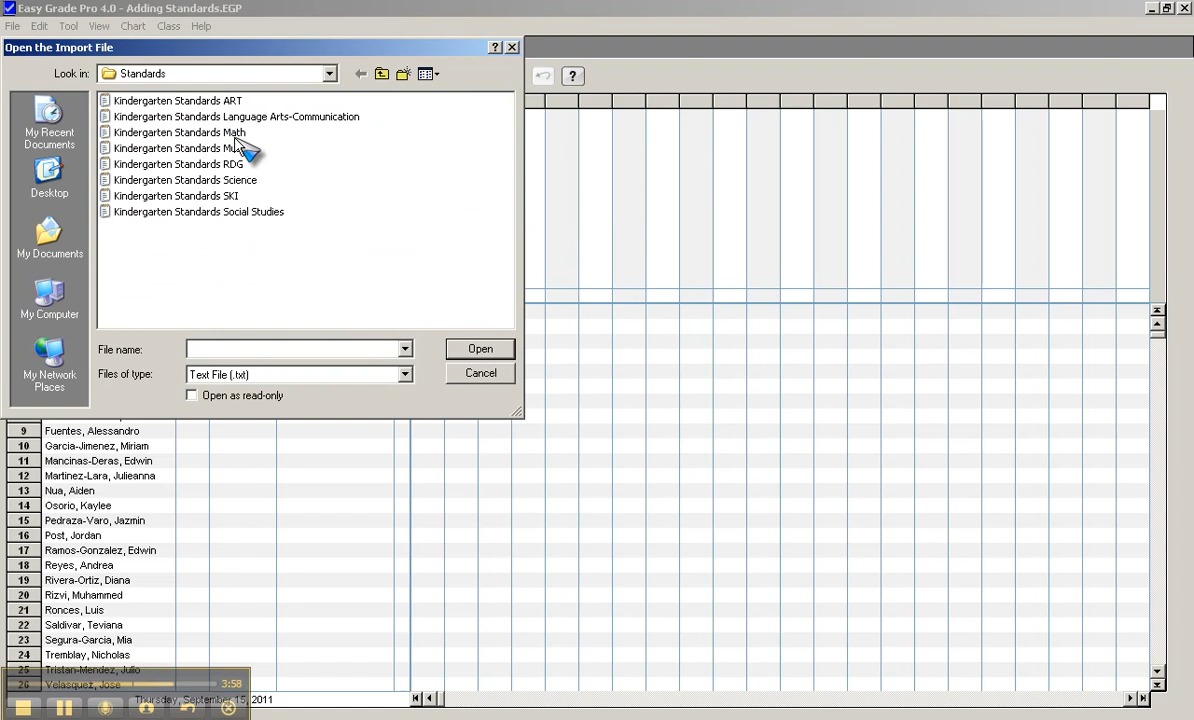 Easy Grade Pro 4.0 - Adding Standards.EGP
File Edit Tool View Chart Class Help
Open the Import File
Look in: Standards
My Recent Documents
Desktop
My Documents
My Computer
My Network Places
Kindergarten Standards ART
Kindergarten Standards Language Arts-Communication
Kindergarten Standards Math
Kindergarten Standards
Kindergarten Standards RDG
Kindergarten Standards Science
Kindergarten Standards SKI
Kindergarten Standards Social Studies
File name: Open
Files of type: Text File (.txt) Cancel
Open as read-only
?
9 Fuentes, Alessandro
10 Garcia-Jimenez, Miriam
11 Mancinas-Deras, Edwin
12 Martinez-Lara, Julieanna
13 Nua, Aiden
14 Osorio, Kaylee
15 Pedraza-Varo, Jazmin
16 Post, Jordan
17 Ramos-Gonzalez, Edwin
18 Reyes, Andrea
19 Rivera-Ortiz, Diana
20 Rizvi, Muhammed
21 Ronces, Luis
22 Saldivar, Teviana
23 Segura-Garcia, Mia
24 Tremblay, Nicholas
25 Tristan-Mendez, Julio
26 Velasquez, Jose
3:58
Thursday, September 15, 2011